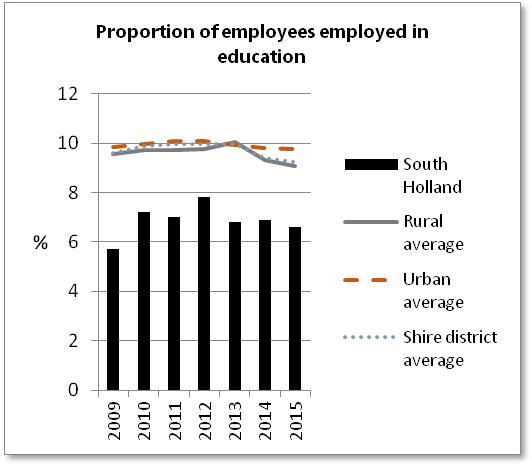 Proportion of employees employed in
education
12
10
8
6
4
2
0
%
2009
2010
2011
2012
2013
2014
2015
South
Holland
Rural
average
Urban
average
Shire district
average